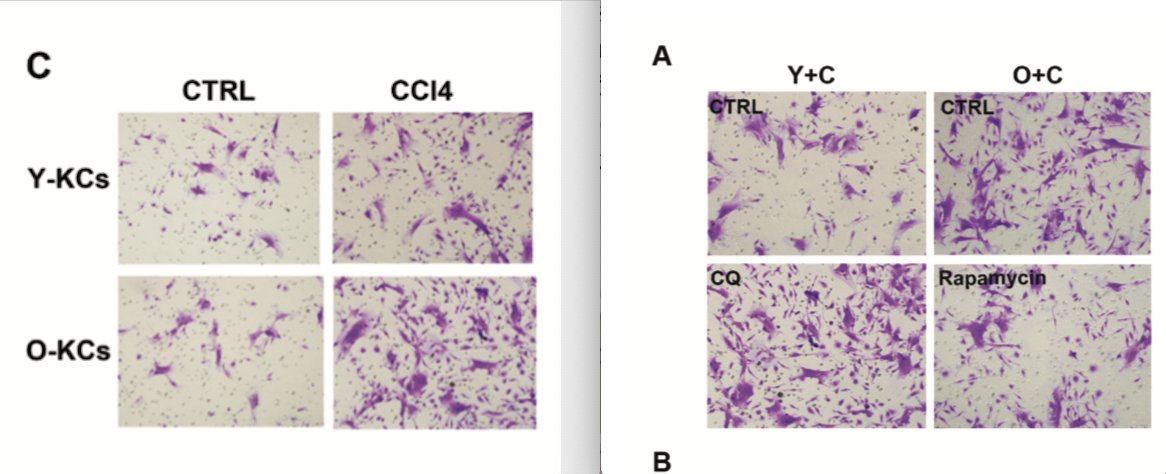 C
CTRL CCl4
Y-KCs
O-KCs
A
Y+C O+C
CTRL CTRL
CQ Rapamycin
B